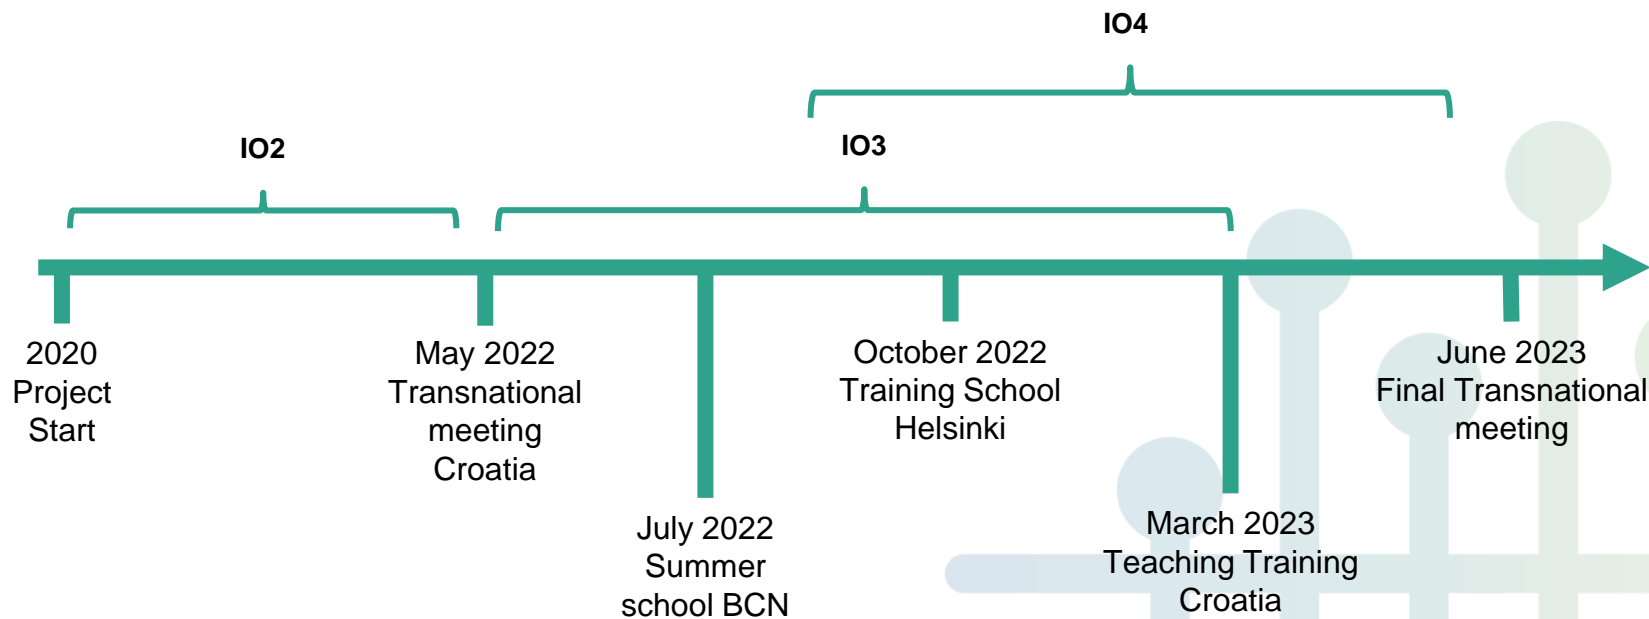 IO4
IO2
IO3
2020
Project
Start
May 2022
Transnational
meeting
Croatia
July 2022
Summer
school BCN
October 2022
Training School
Helsinki
March 2023
Teaching Training
Croatia
June 2023
Final Transnational
meeting